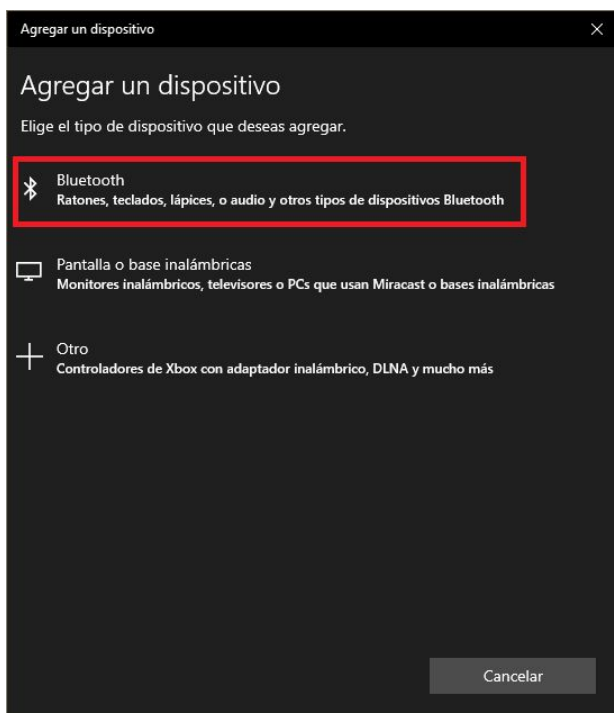 Agregar un dispositivo
Agregar un dispositivo
Elige el tipo de dispositivo que deseas agregar.
Bluetooth
Ratones, teclados, lápices, o audio y otros tipos de dispositivos Bluetooth
Pantalla o base inalámbricas
Monitores inalámbricos, televisores o PCs que usan Miracast o bases inalámbricas
Otro
Controladores de Xbox con adaptador inalámbrico, DLNA y mucho más
Cancelar